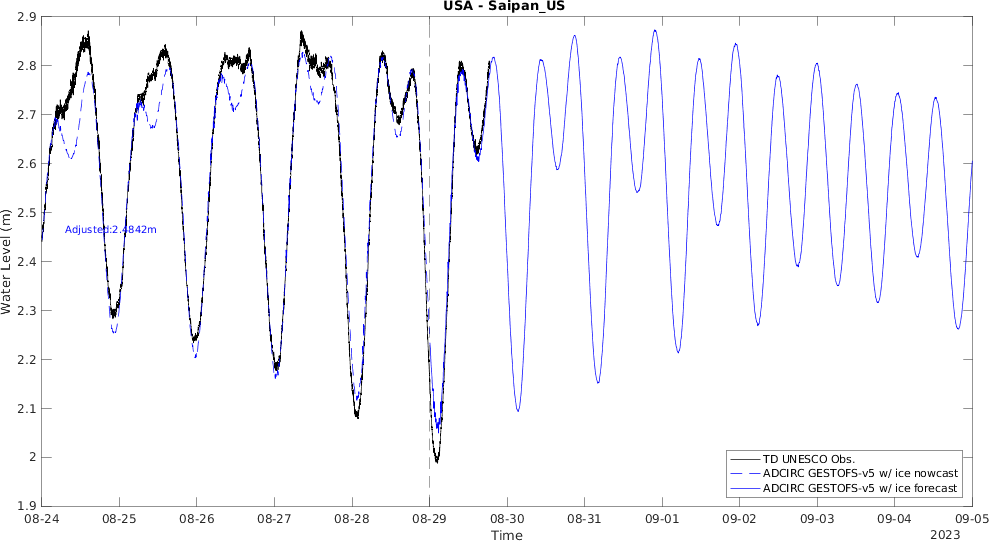 USA - Saipan_US
2.9
2.8
2.7
2.6
2.5
2.4
2.3
2.2
2.1
2
1.9
Water Level (m)
Adjusted:2.4842m
TD UNESCO Obs.
ADCIRC GESTOFS-v5 w/ ice nowcast
ADCIRC GESTOFS-v5 w/ ice forecast
08-24 08-25 08-26 08-27 08-28 08-29 08-30 08-31 09-01 09-02 09-03 09-04 09-05
Time
2023